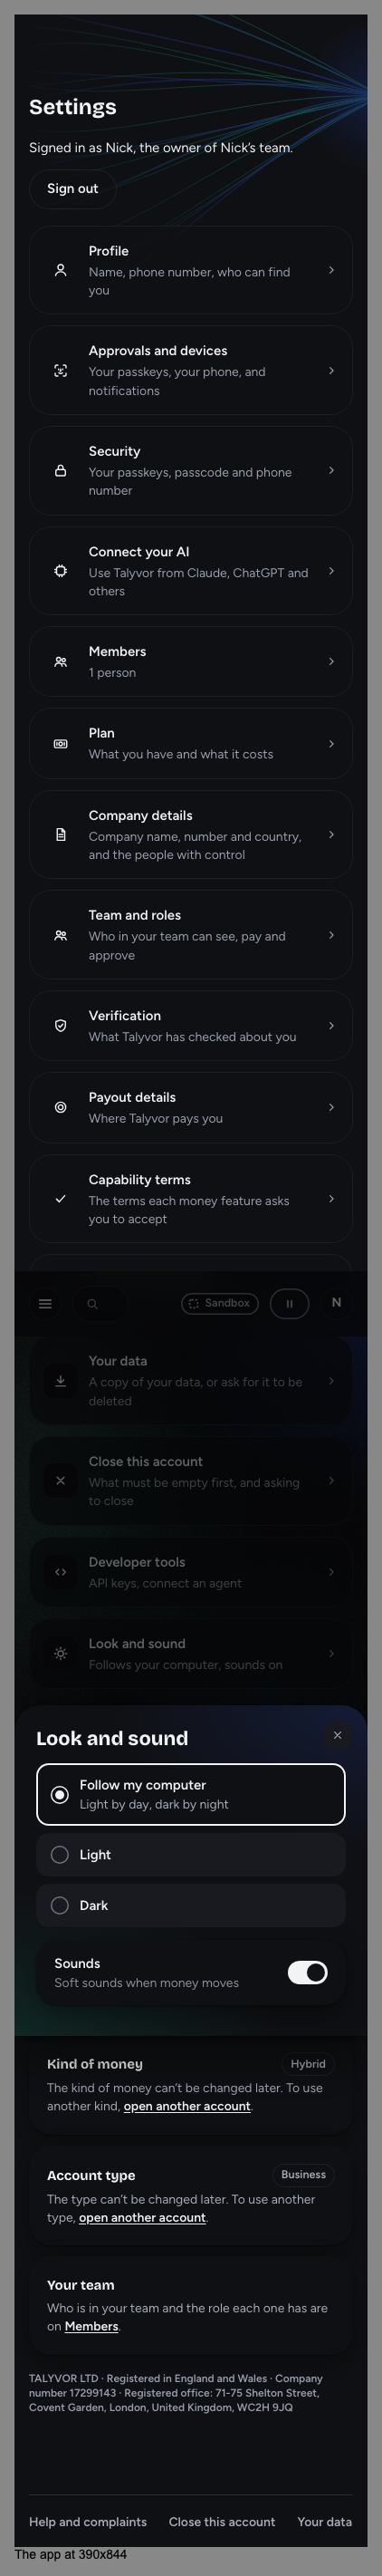 Settings
Signed in as Nick, the owner of Nick's team.
Sign out
Profile
Name, phone number, who can find
you
Approvals and devices
Your passkeys, your phone, and
notifications
Security
Your passkeys, passcode and phone
number
Connect your AI
Use Talyvor from Claude, ChatGPT and
others
Members
1 person
Plan
What you have and what it costs
Company details
Company name, number and country,
and the people with control
Team and roles
Who in your team can see, pay and
approve
Verification
What Talyvor has checked about you
Payout details
Where Talyvor pays you
Capability terms
The terms each money feature asks
you to accept
Sandbox
N
Your data
A copy of your data, or ask for it to be
deleted
Close this account
What must be empty first, and asking
to close
Developer tools
API keys, connect an agent
Look and sound
Follows your computer, sounds on
Look and sound
Follow my computer
Light by day, dark by night
Light
Dark
Sounds
Soft sounds when money moves
Kind of money
Hybrid
The kind of money can't be changed later. To use
another kind, open another account.
Account type
Business
The type can't be changed later. To use another
type, open another account.
Your team
Who is in your team and the role each one has are
on Members.
TALYVOR LTD · Registered in England and Wales · Company
number 17299143 · Registered office: 71-75 Shelton Street,
Covent Garden, London, United Kingdom, WC2H 9JQ
Help and complaints
Close this account
Your data
The app at 390x844